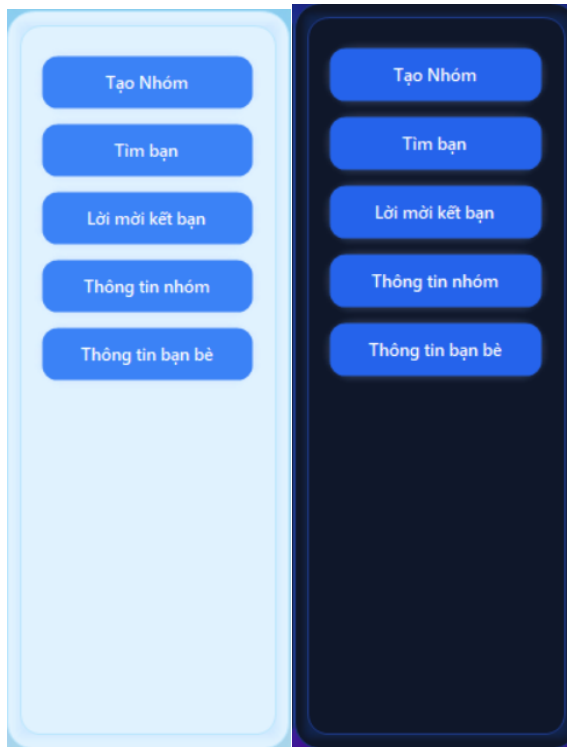 Tạo Nhóm
Tìm bạn
Lời mời kết bạn
Thông tin nhóm
Thông tin bạn bè
Tạo Nhóm
Tìm bạn
Lời mời kết bạn
Thông tin nhóm
Thông tin bạn bè